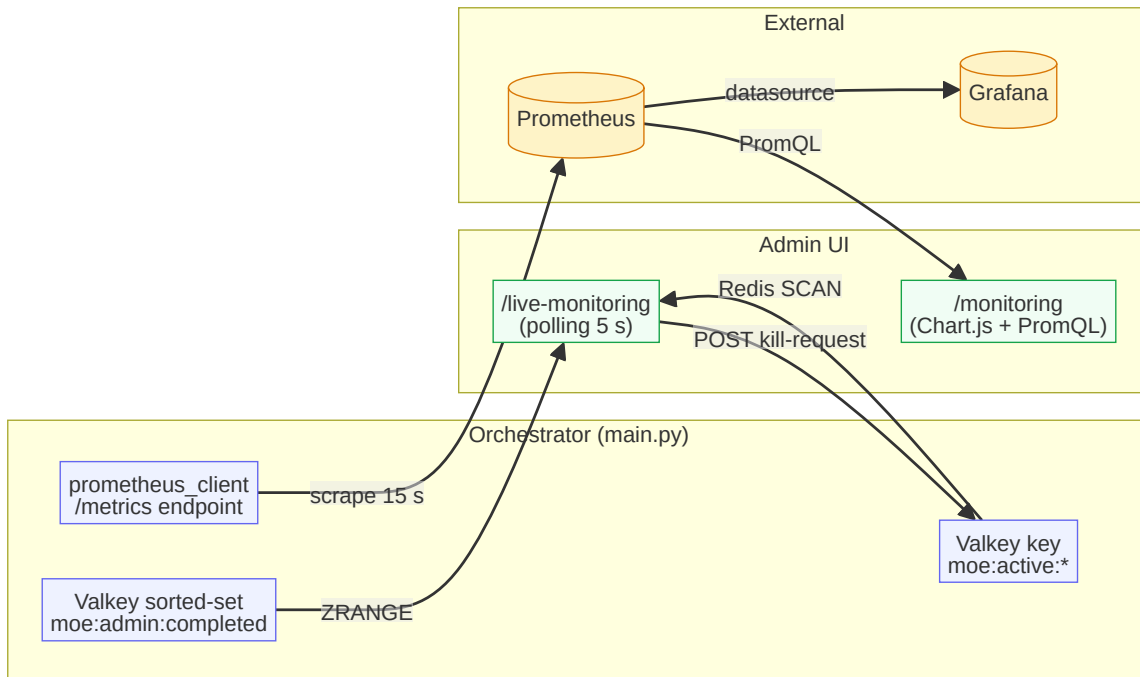 External
Prometheus
datasource
Grafana
PromQL
Admin UI
/live-monitoring
(polling 5 s)
Redis SCAN
POST kill-request
/monitoring
(Chart.js + PromQL)
Orchestrator (main.py)
prometheus_client
/metrics endpoint
scrape 15 s
Valkey sorted-set
moe:admin:completed
ZRANGE
Valkey key
moe:active:*